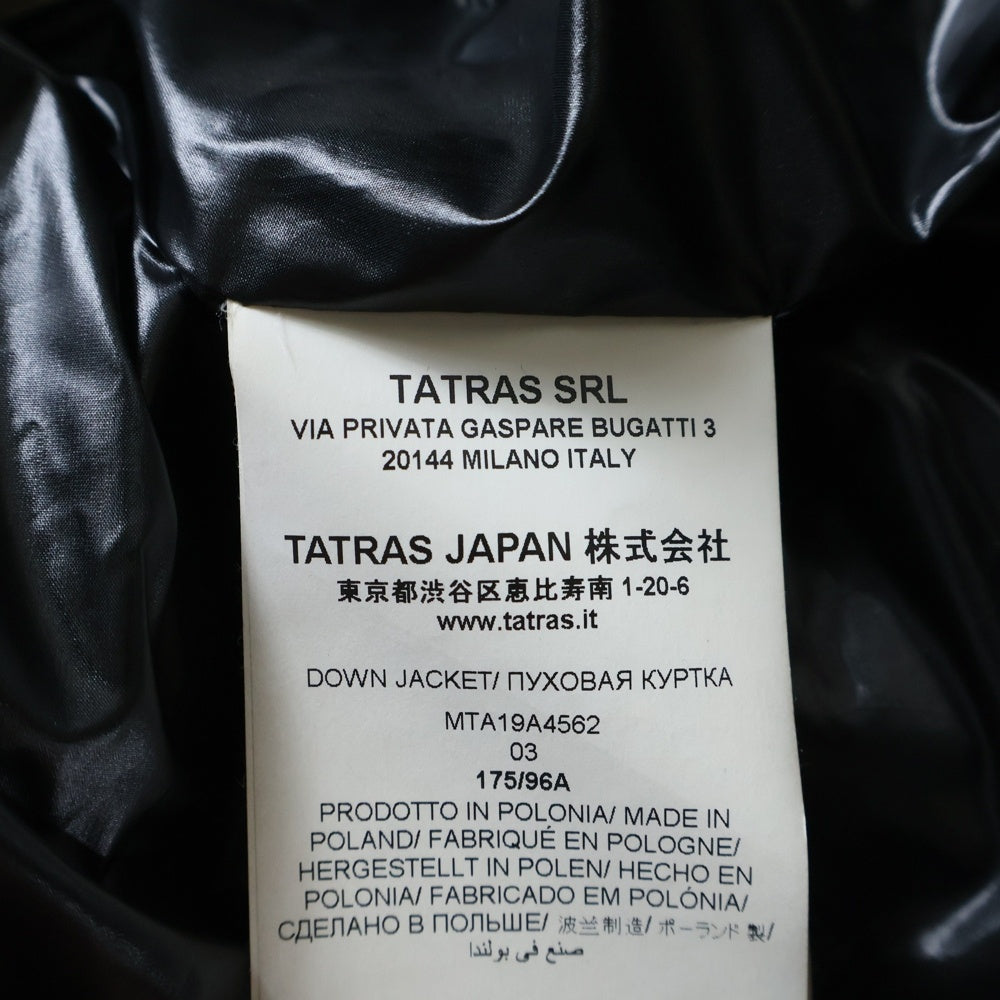 TATRAS SRL
VIA PRIVATA GASPARE BUGATTI 3
20144 MILANO ITALY
TATRAS JAPAN 株式会社
東京都渋谷区恵比寿南 1-20-6
www.tatras.it
DOWN JACKET/ ПУХОВАЯ КУРТКА
MTA19A4562
03
175/96A
PRODOTTO IN POLONIA/ MADE IN
POLAND/ FABRIQUÉ EN POLOGNE/
HERGESTELLT IN POLEN/ HECHO EN
POLONIA/ FABRICADO EM POLÓNIA/
СДЕЛАНО В ПОЛЬШЕ/ 波兰制造/ ポーランド 製/
صنع في بولندا